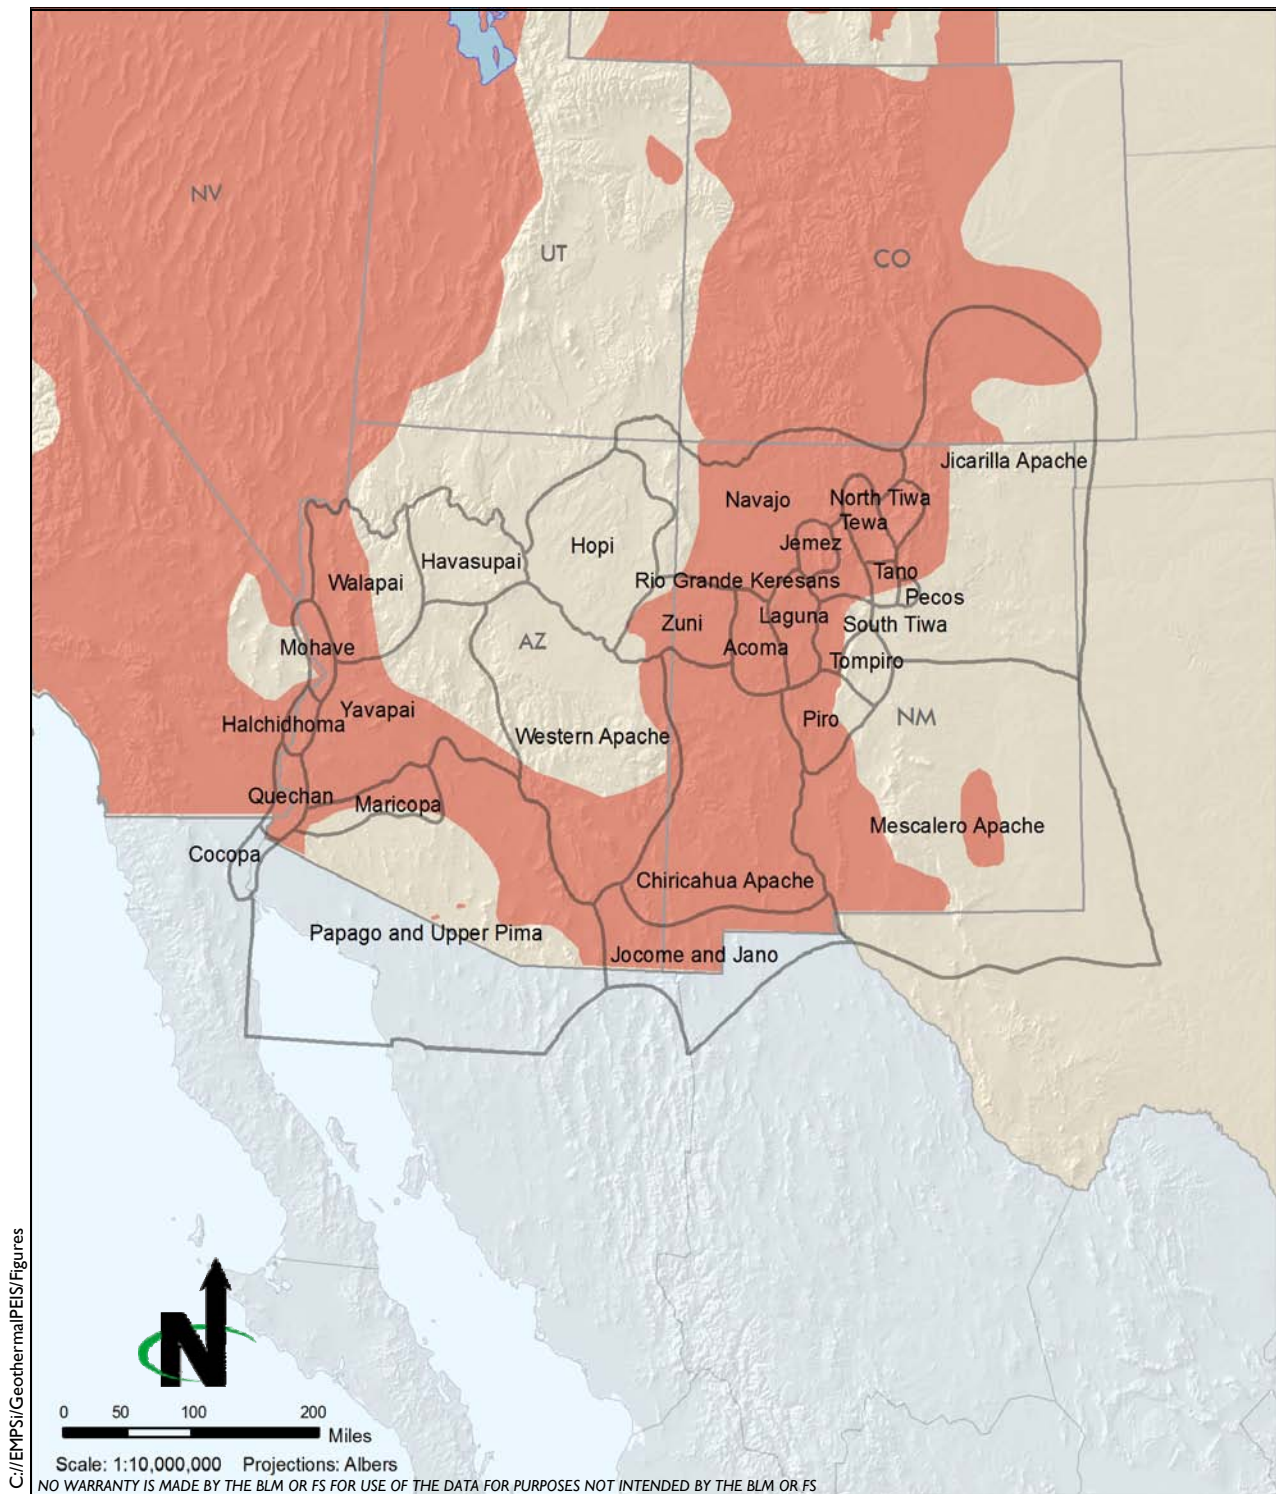 NV
UT
CO
Jicarilla Apache
Navajo
North Tiwa
Tewa
Jemez
Hopi
Havasupai
Walapai
Rio Grande Keresans
Tano
Pecos
Zuni
Laguna
South Tiwa
AZ
Mohave
Acoma
Tompiro
Yavapai
Halchidhoma
Piro
NM
Western Apache
Quechan
Maricopa
Mescalero Apache
Cocopa
Chiricahua Apache
Papago and Upper Pima
Jocome and Jano
C://EMPSi/GeothermalPEIS/Figures
N
0 50 100 200
Miles
Scale: 1:10,000,000 Projections: Albers
NO WARRANTY IS MADE BY THE BLM OR FS FOR USE OF THE DATA FOR PURPOSES NOT INTENDED BY THE BLM OR FS